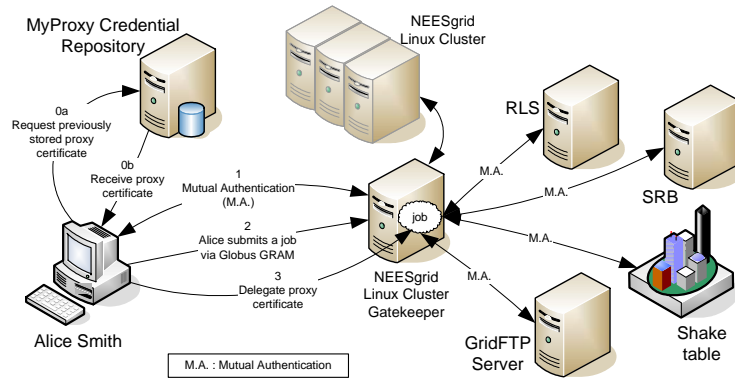 MyProxy Credential
Repository
NEESgrid
Linux Cluster
0a
Request previously
stored proxy
certificate
0b
Receive proxy
certificate
1
Mutual Authentication
(M.A.)
2
Alice submits a job
via Globus GRAM
3
Delegate proxy
certificate
Alice Smith
job
NEESgrid
Linux Cluster
Gatekeeper
RLS
M.A.
SRB
M.A.
M.A.
Shake
table
M.A.
GridFTP
Server
M.A. : Mutual Authentication